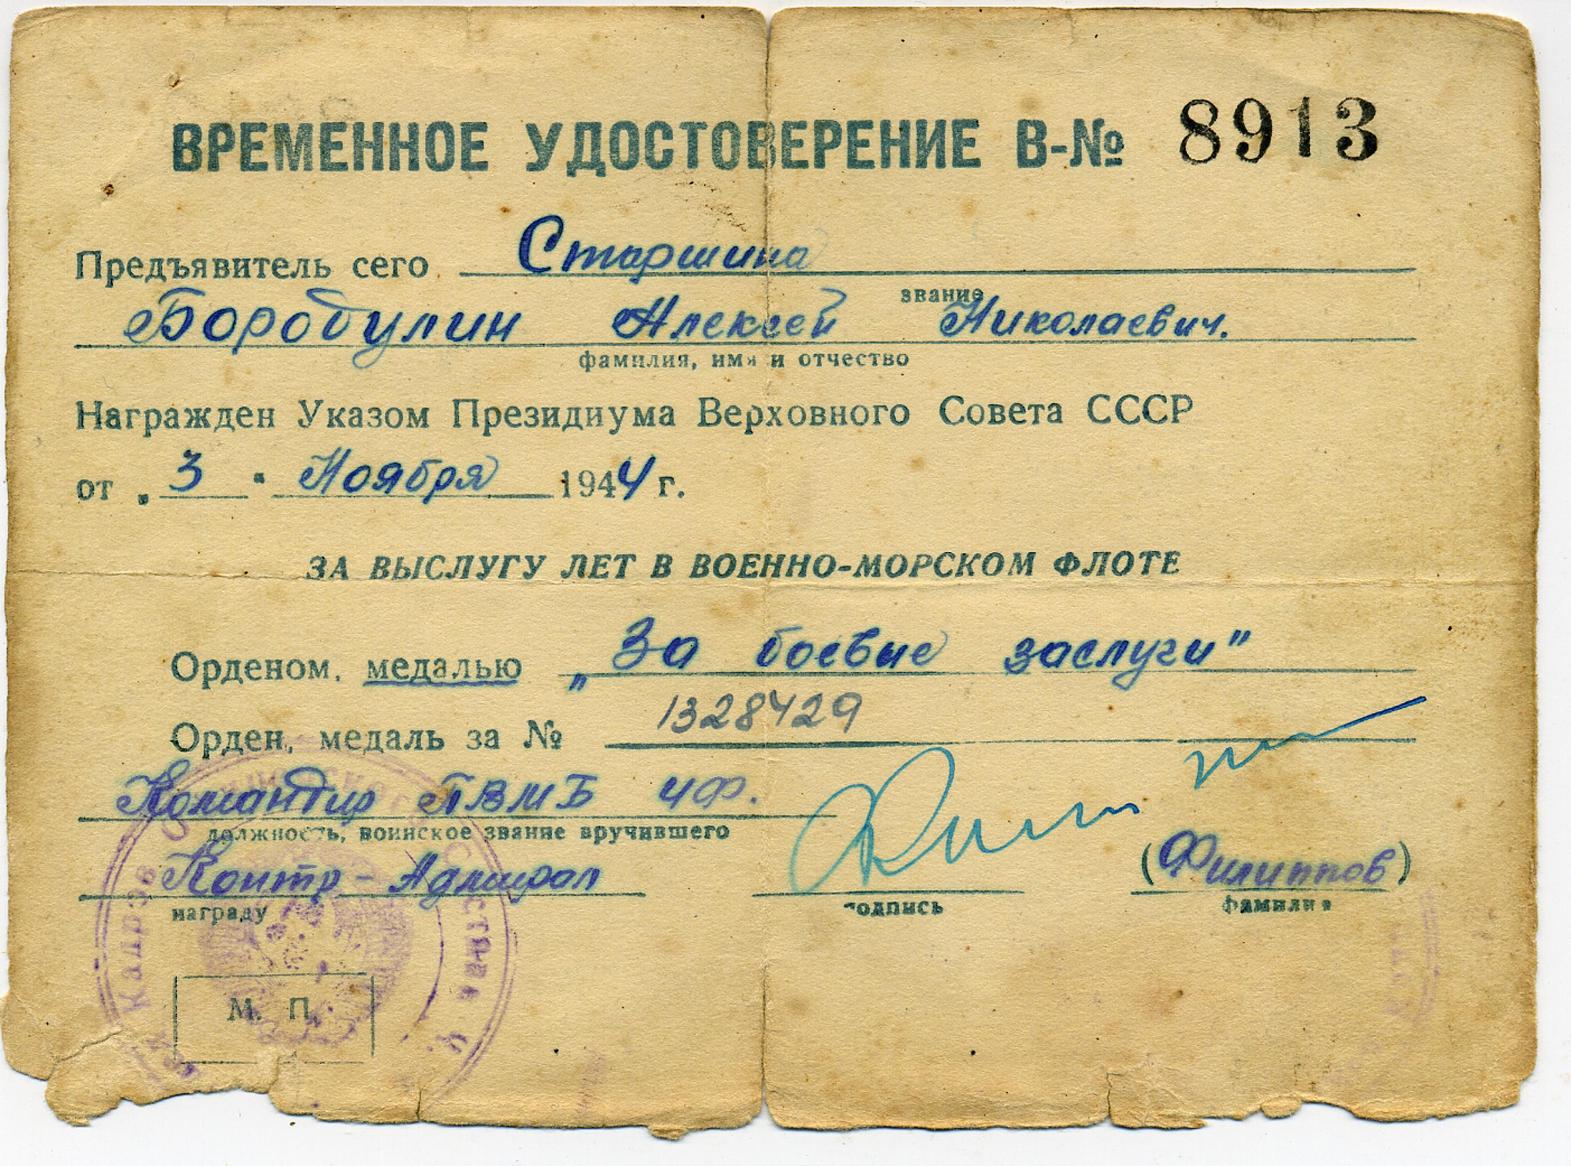 ВРЕМЕННОЕ УДОСТОВЕРЕНИЕ В-№ 8913
Предъявитель сего Старшина
звание
Бородулин Алексей Николаевич.
фамилия, имя и отчество
Награжден Указом Президиума Верховного Совета СССР
от „3" Ноября 1944 г.
ЗА ВЫСЛУГУ ЛЕТ В ВОЕННО-МОРСКОМ ФЛОТЕ
Орденом, медалью „За боевые заслуги"
Орден, медаль за № 1328429
Командир ПВМБ ЧФ.
должность, воинское звание вручившего
Контр-Адмирал (Филиппов)
награду подпись фамилия
М. П.